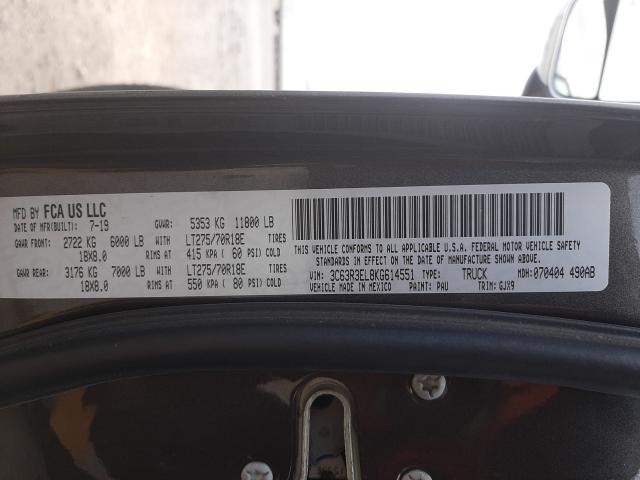 MFD BY FCA US LLC
DATE OF MFR(BUILT): 7-19 GVWR: 5353 KG 11800 LB
GAWR FRONT: 2722 KG 6000 LB WITH LT275/70R18E TIRES
18X8.0 RIMS AT 415 KPA ( 60 PSI) COLD
GAWR REAR: 3176 KG 7000 LB WITH LT275/70R18E TIRES
18X8.0 RIMS AT 550 KPA ( 80 PSI) COLD
THIS VEHICLE CONFORMS TO ALL APPLICABLE U.S.A. FEDERAL MOTOR VEHICLE SAFETY
STANDARDS IN EFFECT ON THE DATE OF MANUFACTURE SHOWN ABOVE.
VIN: 3C63R3EL8KG614551 TYPE: TRUCK MDH: 070404 490AB
VEHICLE MADE IN MEXICO PAINT: PAU TRIM: GJX9